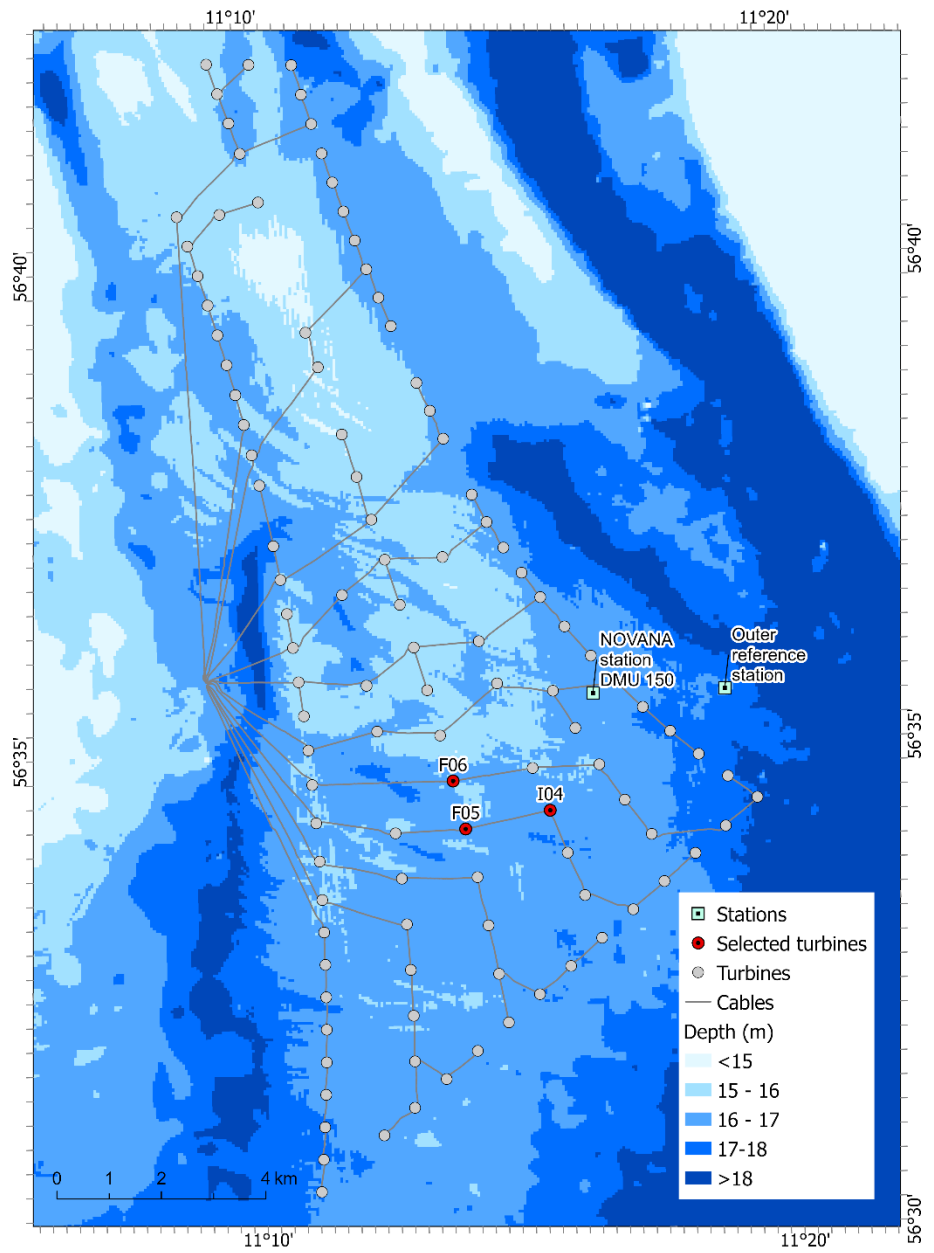 11°10' 11°20'
56°40' 56°40'
NOVANA
station
DMU 150
Outer
reference
station
56°35' 56°35'
F06
I04
F05
Stations
Selected turbines
Turbines
Cables
Depth (m)
<15
15 - 16
16 - 17
17-18
>18
0 1 2 4 km
56°30'
11°10' 11°20'